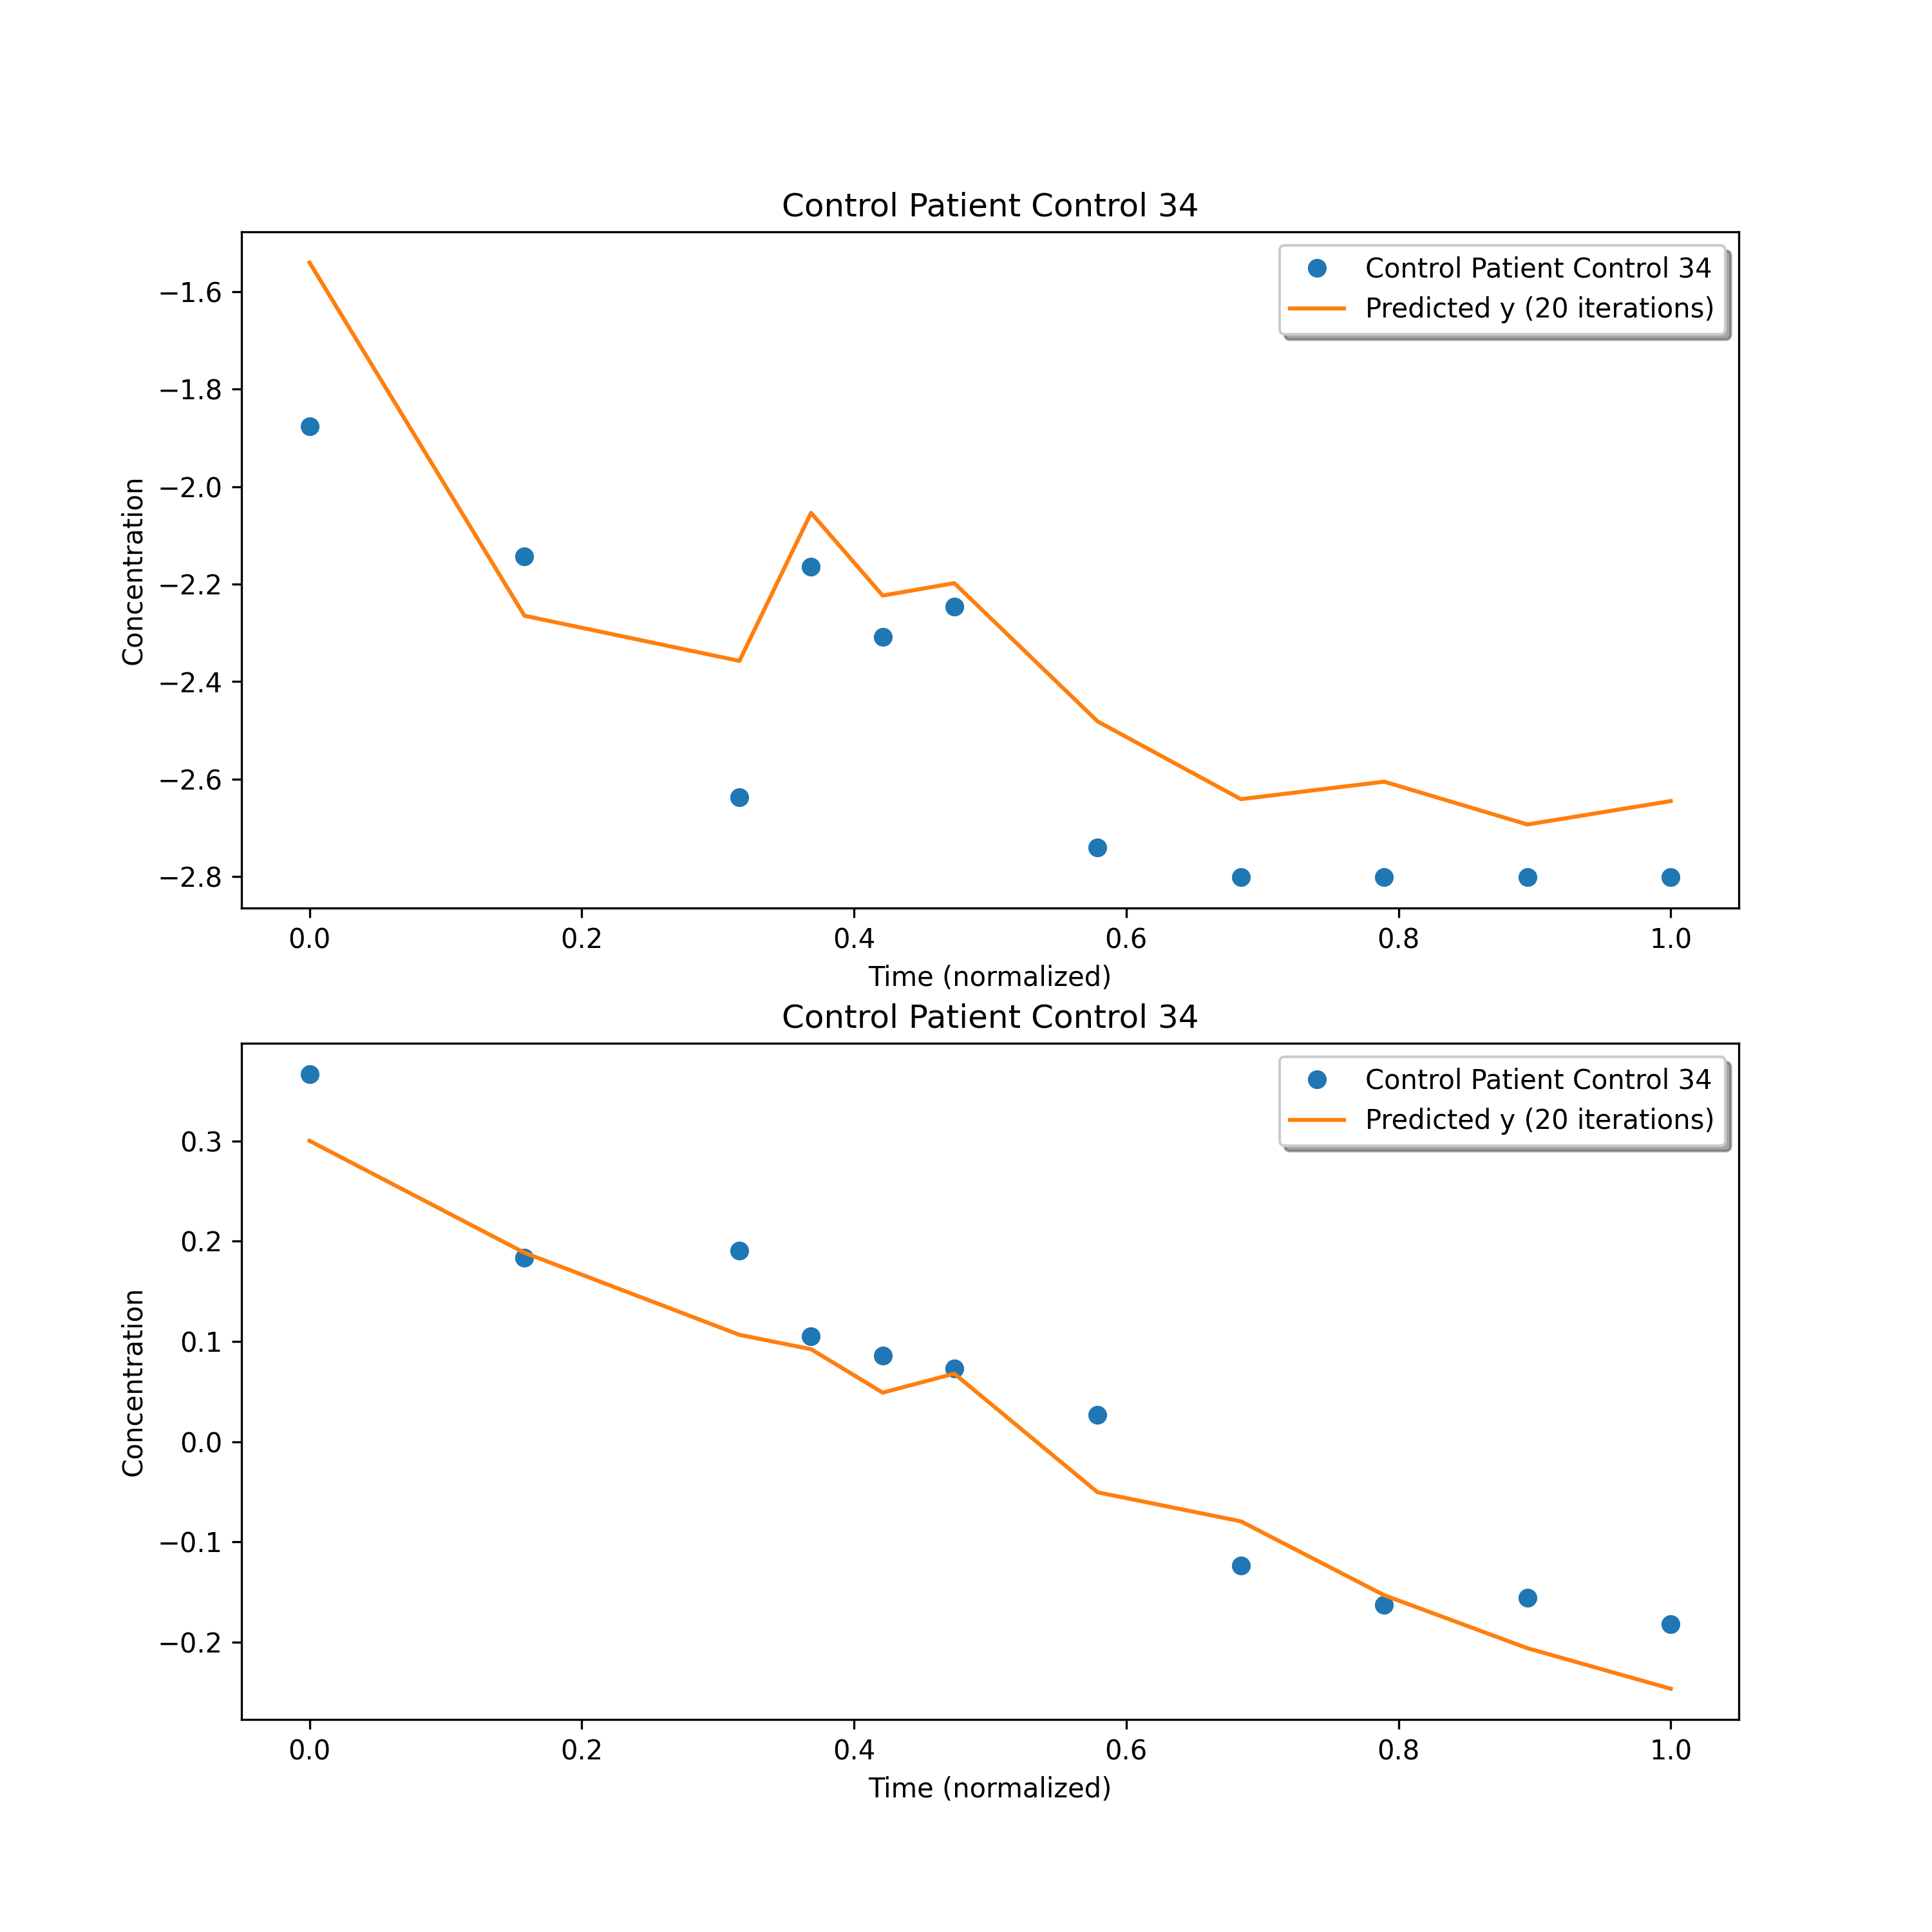 Control Patient Control 34
Control Patient Control 34
Predicted y (20 iterations)
−1.6
−1.8
−2.0
−2.2
−2.4
−2.6
−2.8
Concentration
0.0 0.2 0.4 0.6 0.8 1.0
Time (normalized)
Control Patient Control 34
Control Patient Control 34
Predicted y (20 iterations)
0.3
0.2
0.1
0.0
−0.1
−0.2
Concentration
0.0 0.2 0.4 0.6 0.8 1.0
Time (normalized)